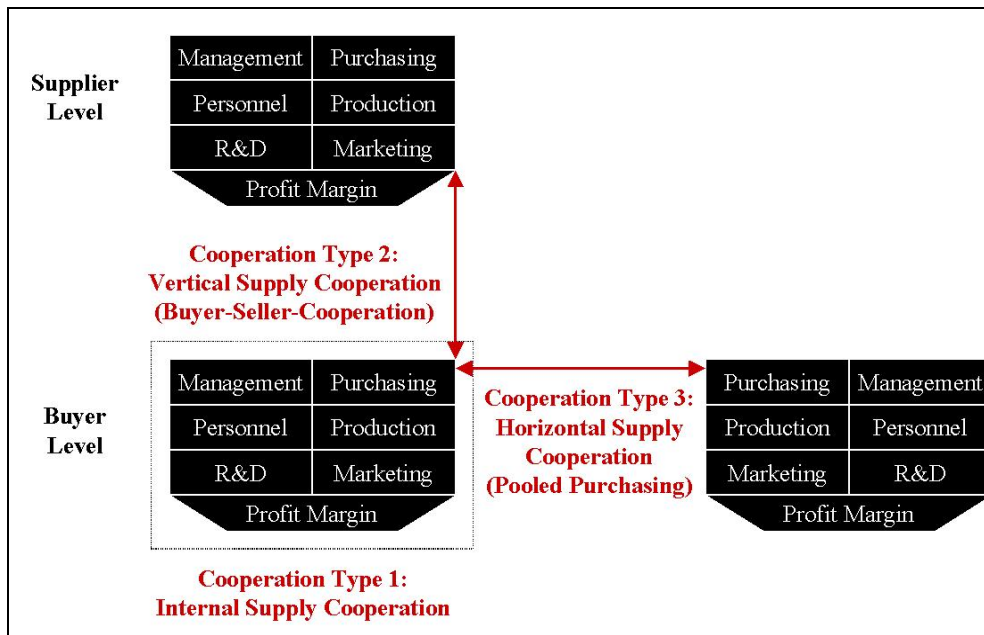 Supplier
Level
Management Purchasing
Personnel Production
R&D Marketing
Profit Margin
Cooperation Type 2:
Vertical Supply Cooperation
(Buyer-Seller-Cooperation)
Buyer
Level
Management Purchasing
Personnel Production
R&D Marketing
Profit Margin
Cooperation Type 3:
Horizontal Supply
Cooperation
(Pooled Purchasing)
Purchasing Management
Production Personnel
Marketing R&D
Profit Margin
Cooperation Type 1:
Internal Supply Cooperation